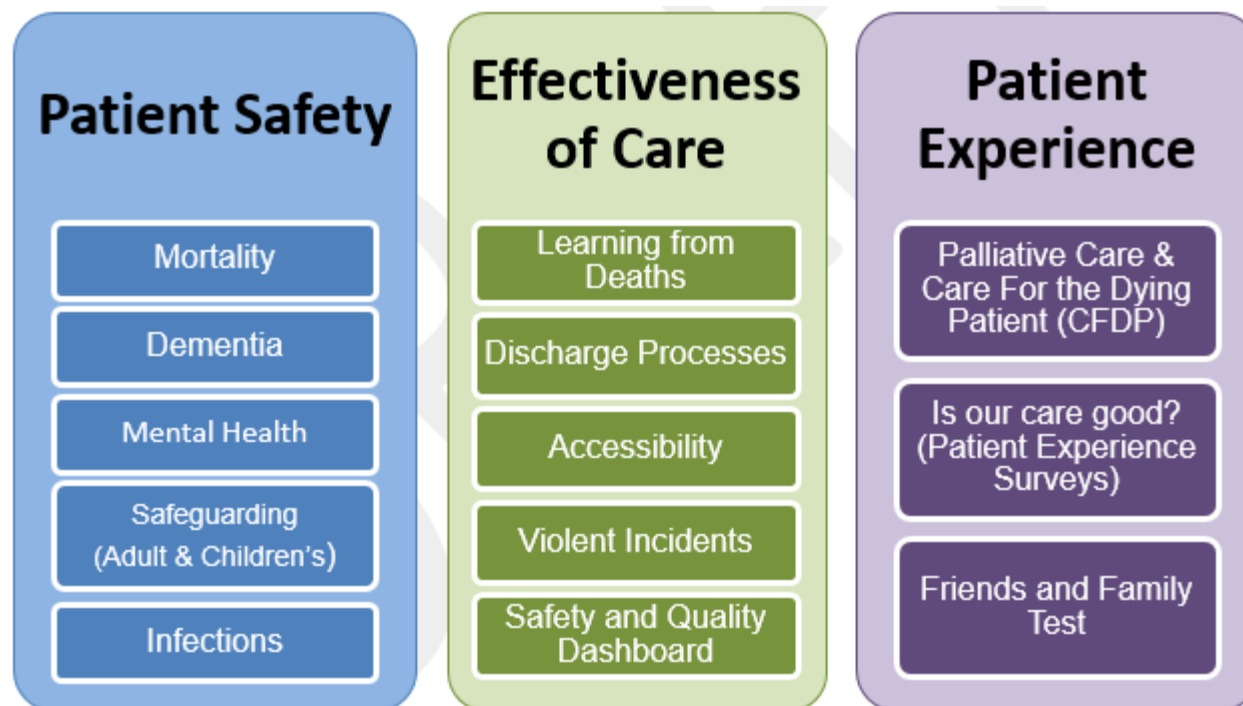 Patient Safety
Mortality
Dementia
Mental Health
Safeguarding
(Adult & Children's)
Infections
Effectiveness
of Care
Learning from
Deaths
Discharge Processes
Accessibility
Violent Incidents
Safety and Quality
Dashboard
Patient
Experience
Palliative Care &
Care For the Dying
Patient (CFDP)
Is our care good?
(Patient Experience
Surveys)
Friends and Family
Test